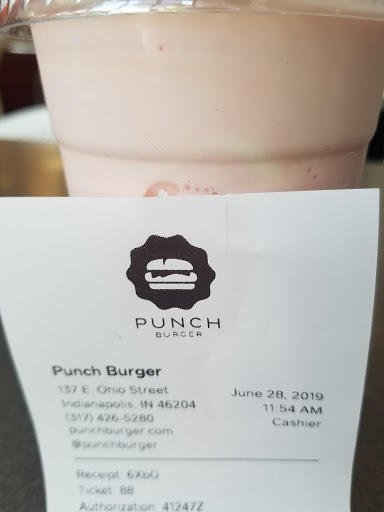 PUNCH
BURGER
Punch Burger
137 E. Ohio Street
Indianapolis, IN 46204
(317) 426-5280
punchburger.com
@punchburger
June 28, 2019
11:54 AM
Cashier
Receipt: 6XbG
Ticket: 88
Authorization: 41247Z